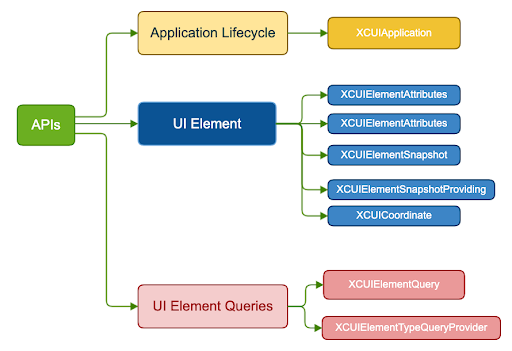 Application Lifecycle
XCUIApplication
APIs
UI Element
XCUIElementAttributes
XCUIElementAttributes
XCUIElementSnapshot
XCUIElementSnapshotProviding
XCUICoordinate
UI Element Queries
XCUIElementQuery
XCUIElementTypeQueryProvider